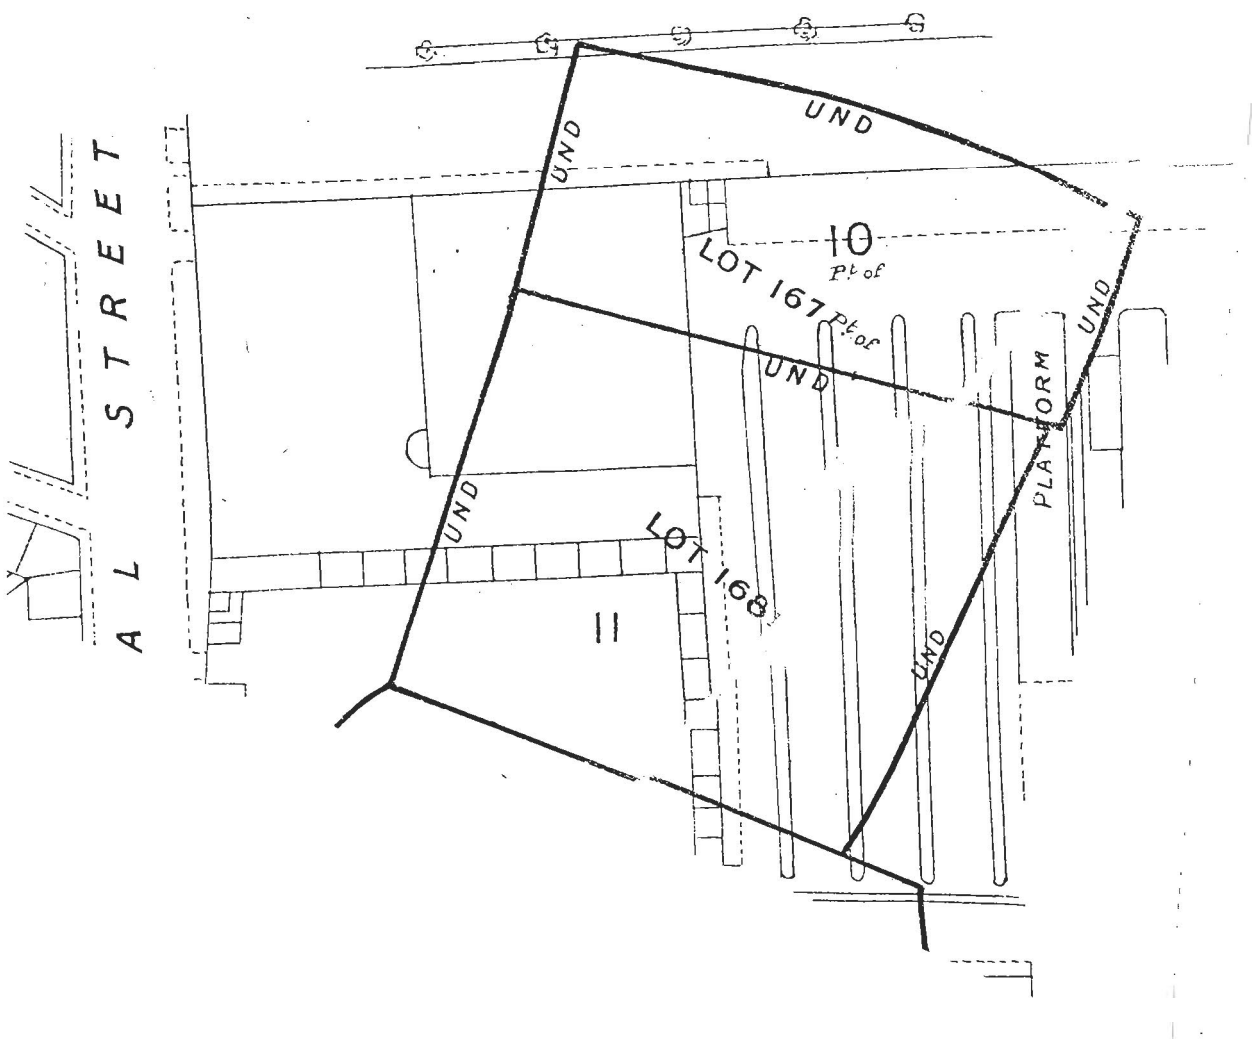 UND
UND
10
Pt. of
LOT 167 Pt. of
UND
UND
PLATFORM
UND
LOT 168
11
UND
AL STREET